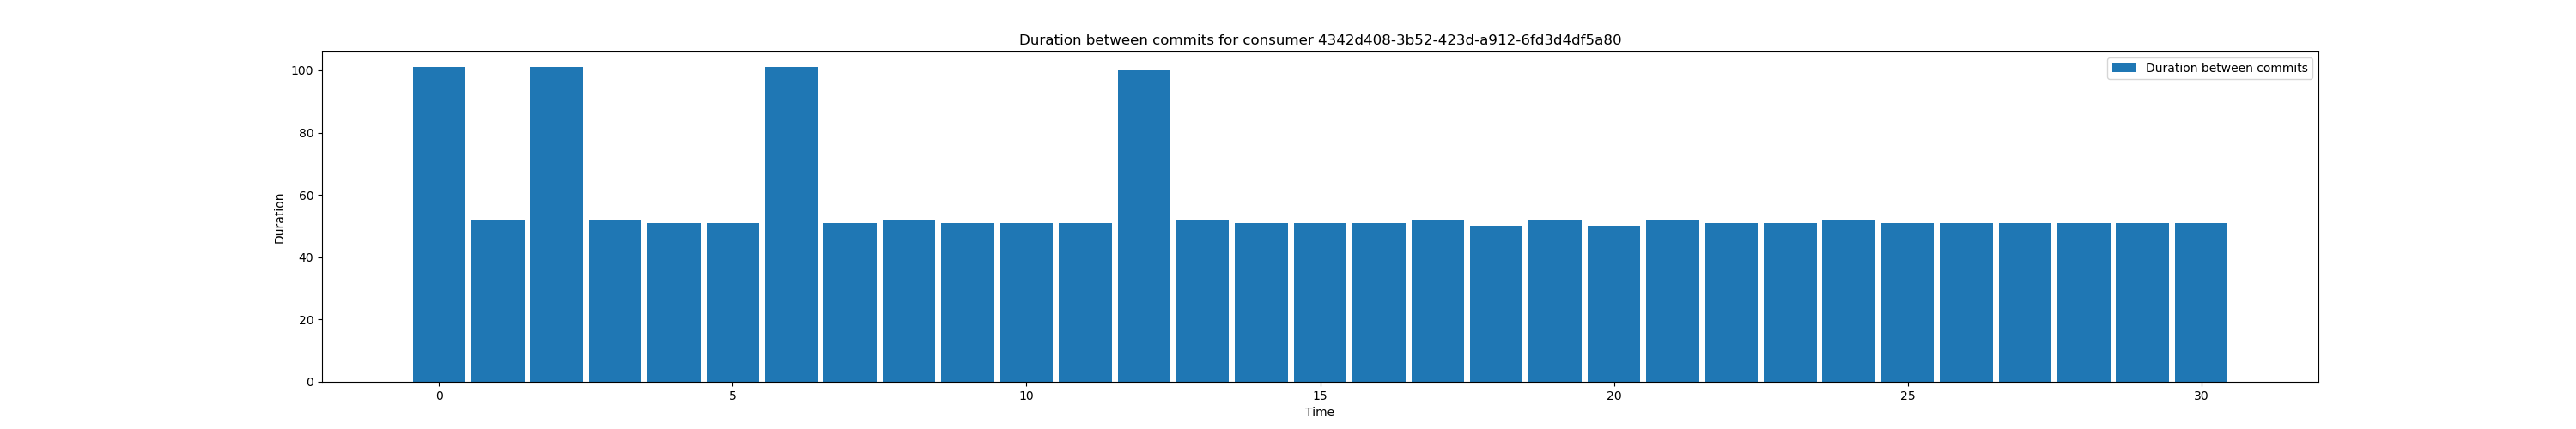 Duration between commits for consumer 4342d408-3b52-423d-a912-6fd3d4df5a80
Duration between commits
100
80
60
40
20
0
Duration
0 5 10 15 20 25 30
Time